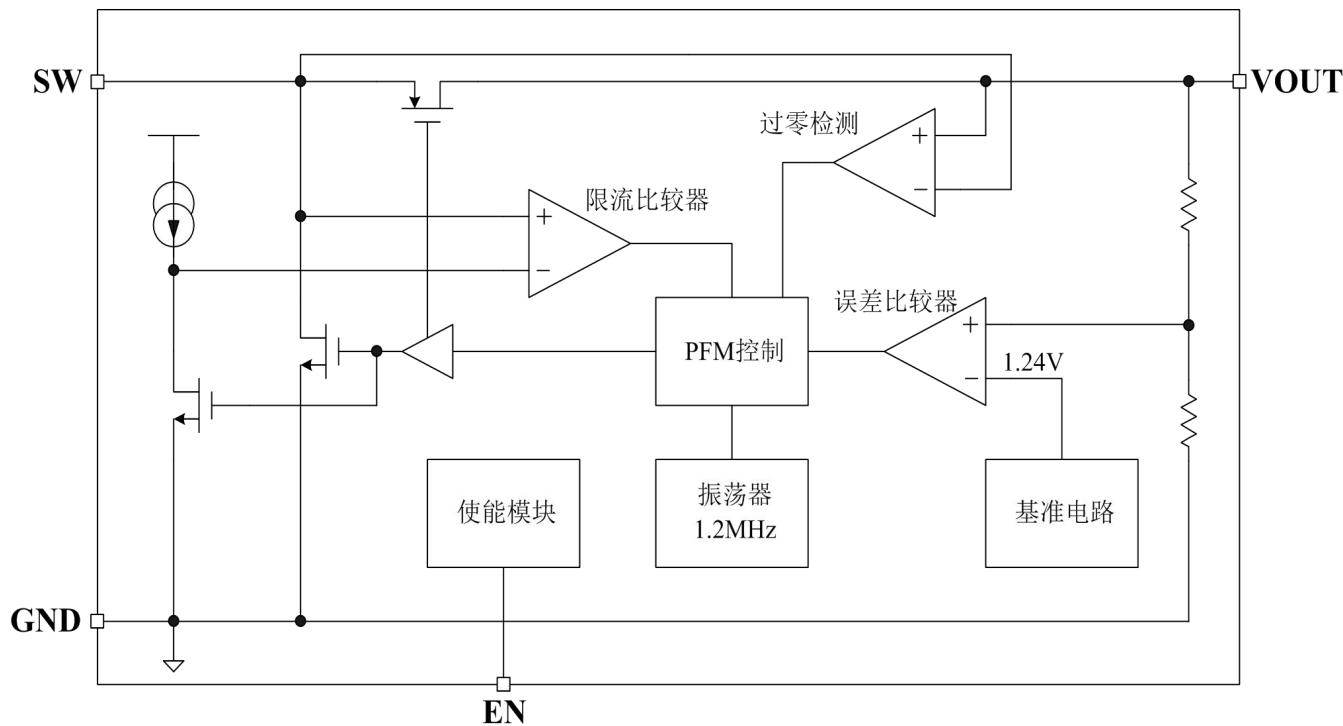 SW
VOUT
过零检测
+
−
限流比较器
+
−
误差比较器
+
1.24V
−
PFM控制
使能模块
振荡器
1.2MHz
基准电路
GND
EN